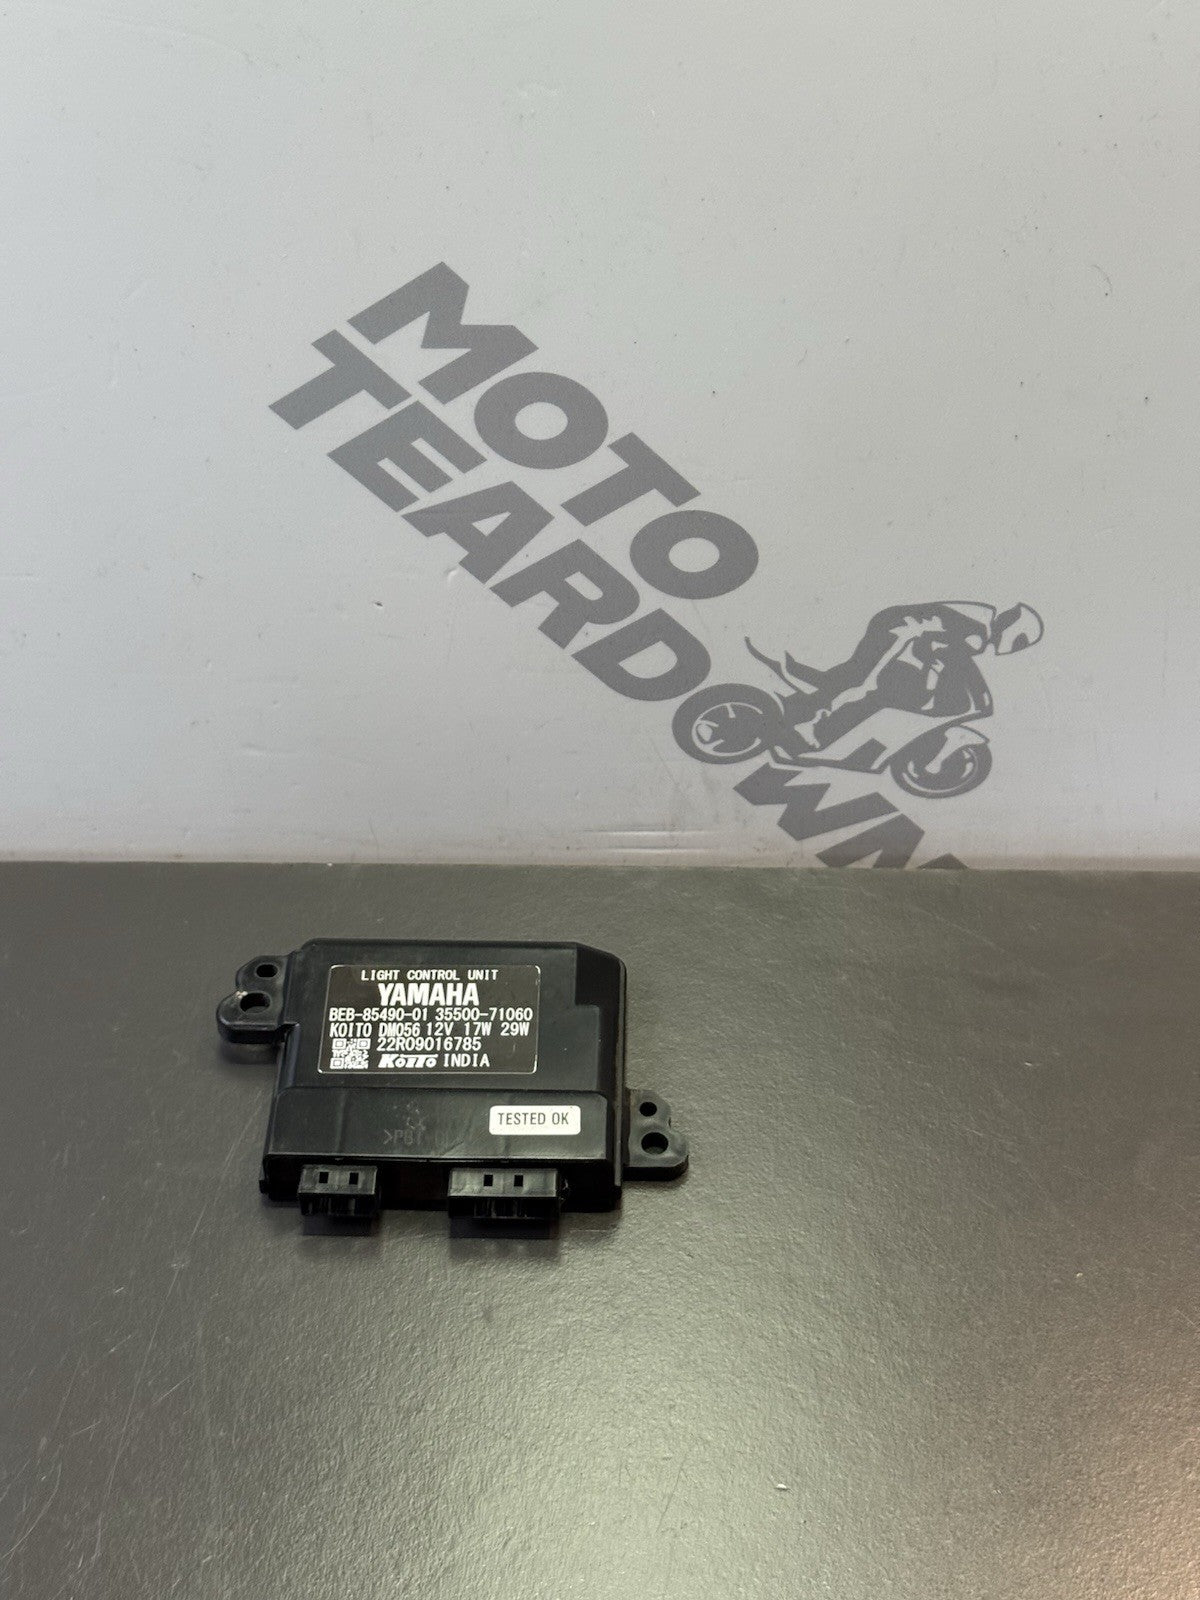 MOTO
TEARDOWN
LIGHT CONTROL UNIT
YAMAHA
BEB-85490-01 35500-71060
KOITO DM056 12V 17W 29W
22R09016785
KOITO INDIA
TESTED OK